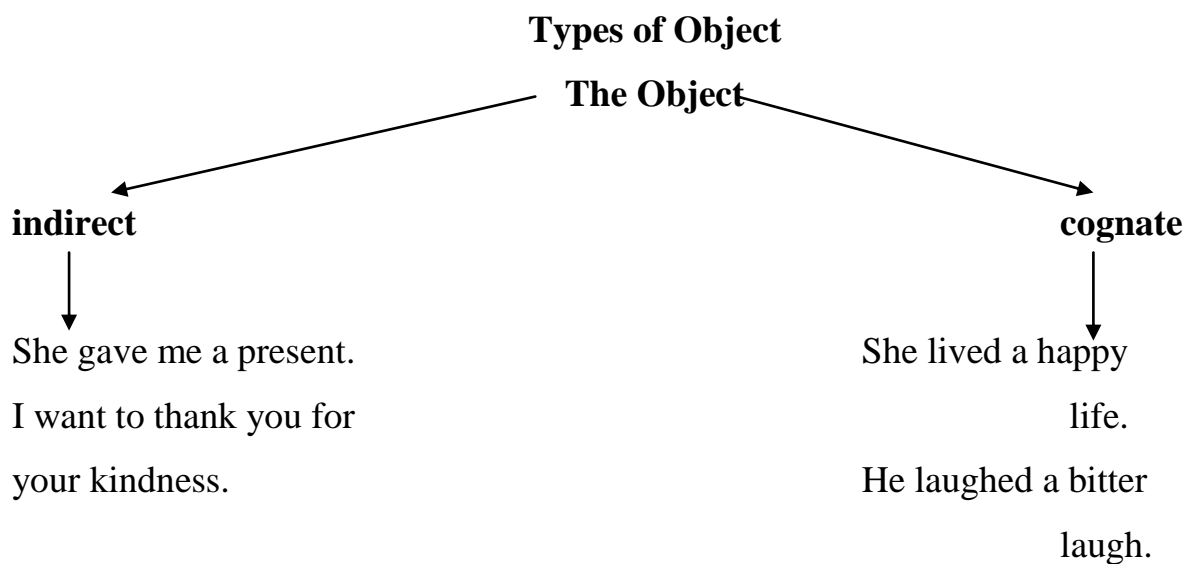 Types of Object
The Object
indirect
cognate
She gave me a present.
I want to thank you for
your kindness.
She lived a happy
life.
He laughed a bitter
laugh.